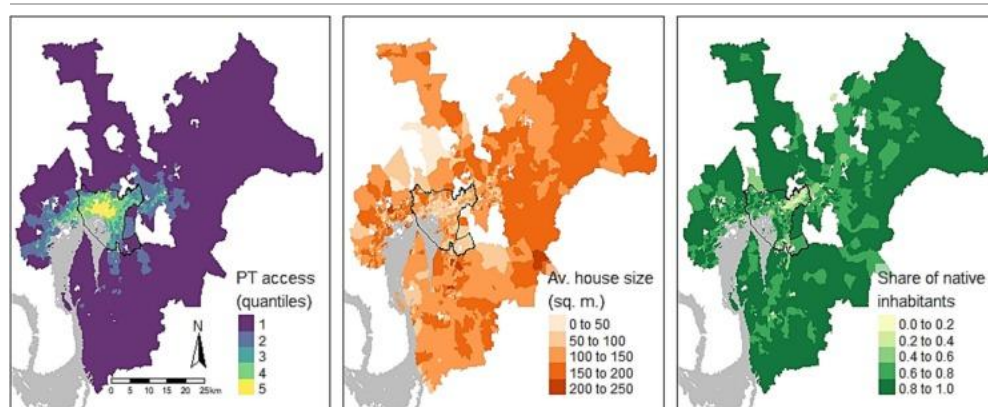 PT access
(quantiles)
1
2
3
4
5
N
0 5 10 15 20 25km
Av. house size
(sq. m.)
0 to 50
50 to 100
100 to 150
150 to 200
200 to 250
Share of native
inhabitants
0.0 to 0.2
0.2 to 0.4
0.4 to 0.6
0.6 to 0.8
0.8 to 1.0